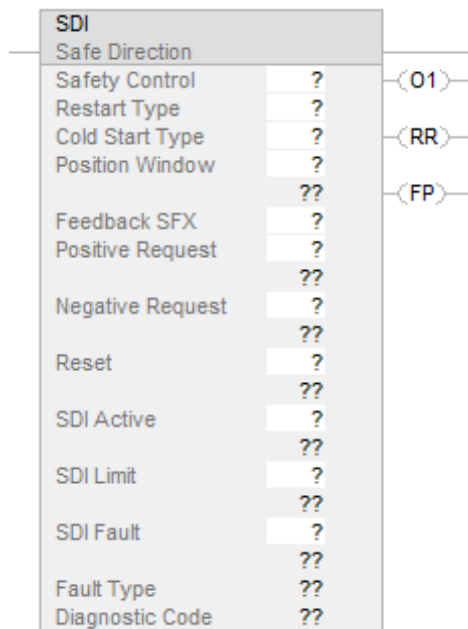 SDI
Safe Direction
Safety Control ? (O1)
Restart Type ?
Cold Start Type ? (RR)
Position Window ?
?? (FP)
Feedback SFX ?
Positive Request ?
??
Negative Request ?
??
Reset ?
??
SDI Active ?
??
SDI Limit ?
??
SDI Fault ?
??
Fault Type ??
Diagnostic Code ??